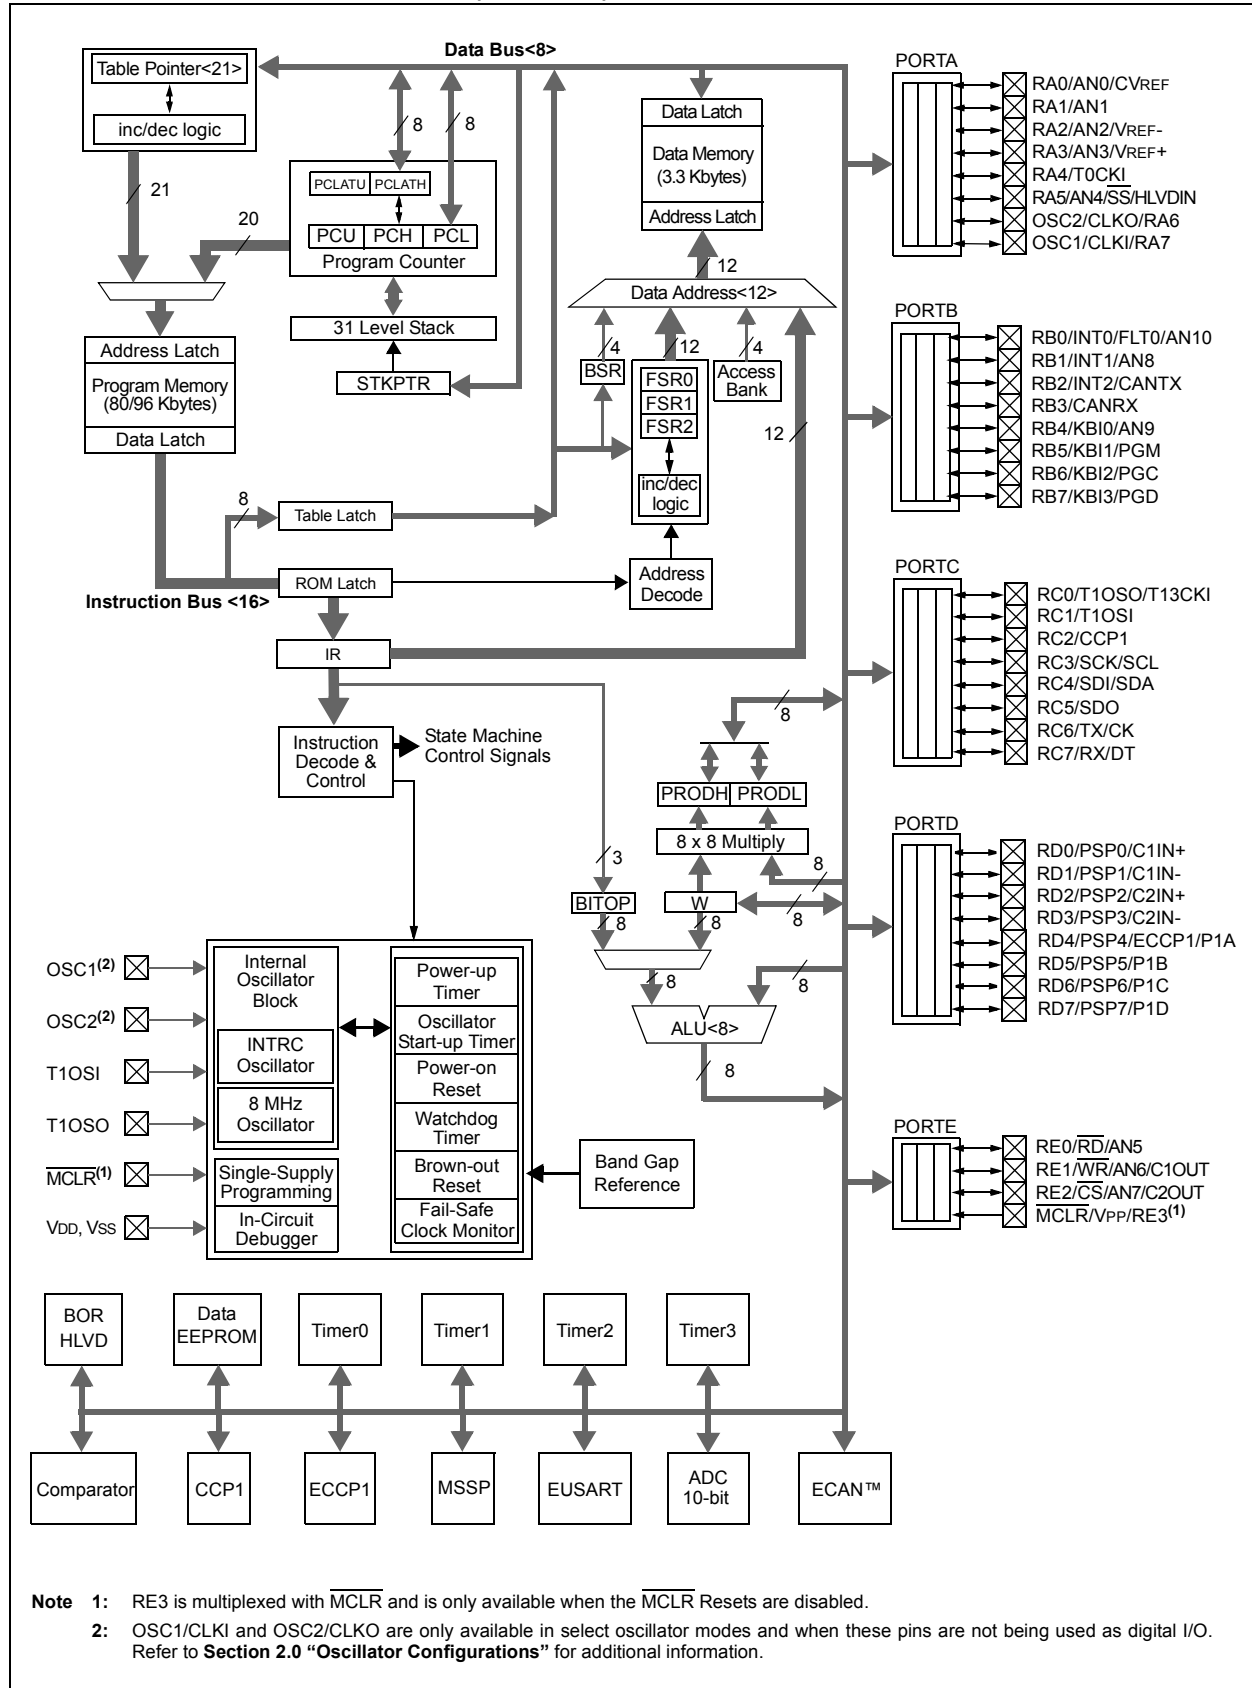 Data Bus<8>
Table Pointer<21>
inc/dec logic
21
20
8
8
PCLATU
PCLATH
PCU
PCH
PCL
Program Counter
31 Level Stack
STKPTR
Address Latch
Program Memory
(80/96 Kbytes)
Data Latch
8
Table Latch
Instruction Bus <16>
ROM Latch
IR
Data Latch
Data Memory
(3.3 Kbytes)
Address Latch
12
Data Address<12>
4
12
4
BSR
FSR0
FSR1
FSR2
inc/dec
logic
Access
Bank
12
Address
Decode
Instruction
Decode &
Control
State Machine
Control Signals
8
PRODH
PRODL
8 x 8 Multiply
3
8
BITOP
W
8
8
8
8
8
ALU<8>
8
OSC1(2)
OSC2(2)
T1OSI
T1OSO
MCLR(1)
VDD, VSS
Internal
Oscillator
Block
INTRC
Oscillator
8 MHz
Oscillator
Single-Supply
Programming
In-Circuit
Debugger
Power-up
Timer
Oscillator
Start-up Timer
Power-on
Reset
Watchdog
Timer
Brown-out
Reset
Fail-Safe
Clock Monitor
Band Gap
Reference
PORTA
RA0/AN0/CVREF
RA1/AN1
RA2/AN2/VREF-
RA3/AN3/VREF+
RA4/T0CKI
RA5/AN4/SS/HLVDIN
OSC2/CLKO/RA6
OSC1/CLKI/RA7
PORTB
RB0/INT0/FLT0/AN10
RB1/INT1/AN8
RB2/INT2/CANTX
RB3/CANRX
RB4/KBI0/AN9
RB5/KBI1/PGM
RB6/KBI2/PGC
RB7/KBI3/PGD
PORTC
RC0/T1OSO/T13CKI
RC1/T1OSI
RC2/CCP1
RC3/SCK/SCL
RC4/SDI/SDA
RC5/SDO
RC6/TX/CK
RC7/RX/DT
PORTD
RD0/PSP0/C1IN+
RD1/PSP1/C1IN-
RD2/PSP2/C2IN+
RD3/PSP3/C2IN-
RD4/PSP4/ECCP1/P1A
RD5/PSP5/P1B
RD6/PSP6/P1C
RD7/PSP7/P1D
PORTE
RE0/RD/AN5
RE1/WR/AN6/C1OUT
RE2/CS/AN7/C2OUT
MCLR/VPP/RE3(1)
BOR
HLVD
Data
EEPROM
Timer0
Timer1
Timer2
Timer3
Comparator
CCP1
ECCP1
MSSP
EUSART
ADC
10-bit
ECAN™
Note 1: RE3 is multiplexed with MCLR and is only available when the MCLR Resets are disabled.
2: OSC1/CLKI and OSC2/CLKO are only available in select oscillator modes and when these pins are not being used as digital I/O.
Refer to Section 2.0 “Oscillator Configurations” for additional information.